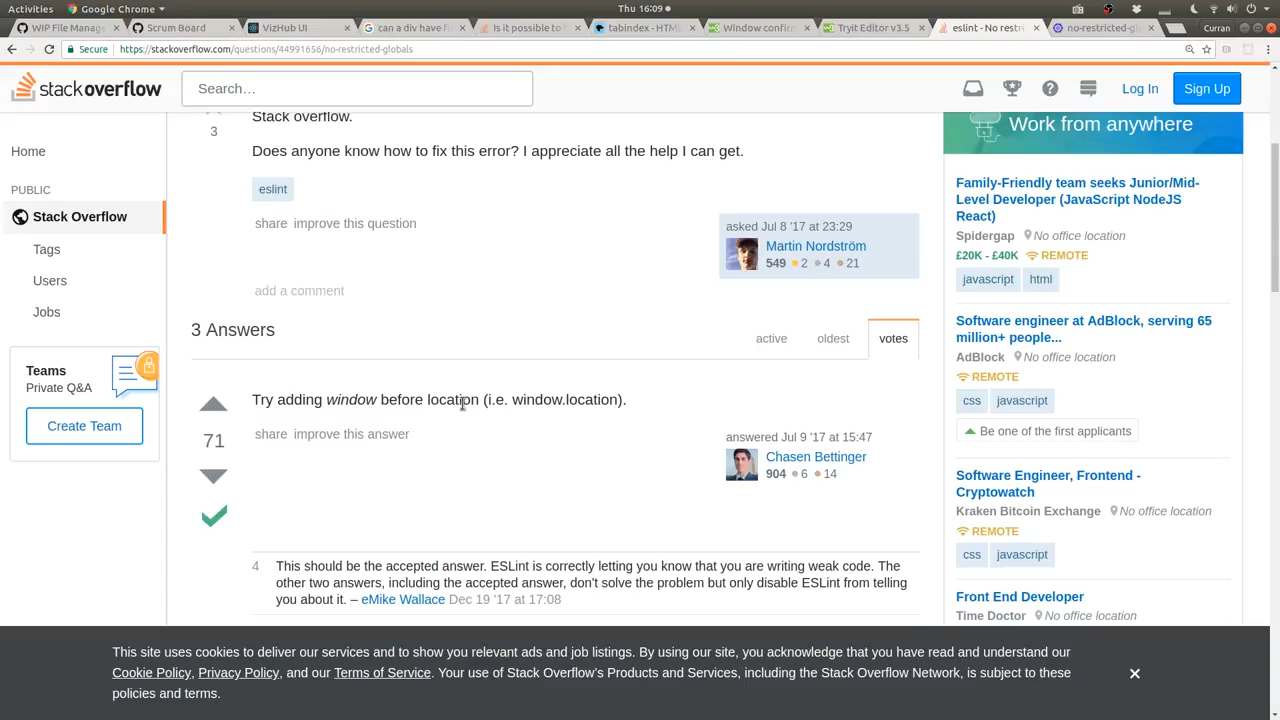 Activities Google Chrome Thu 16:09
WIP File Manag Scrum Board VizHub UI can a div have f Is it possible to tabindex - HTML Window confirm Tryit Editor v3.5 eslint - No restr no-restricted-gl Curran
Secure https://stackoverflow.com/questions/44991656/no-restricted-globals
stackoverflow Search… Log In Sign Up
Home
PUBLIC
Stack Overflow
Tags
Users
Jobs
Teams
Private Q&A
Create Team
Stack overflow.
3
Does anyone know how to fix this error? I appreciate all the help I can get.
eslint
share improve this question
asked Jul 8 '17 at 23:29
Martin Nordström
549 2 4 21
add a comment
3 Answers
active oldest votes
Try adding window before location (i.e. window.location).
71
share improve this answer
answered Jul 9 '17 at 15:47
Chasen Bettinger
904 6 14
4 This should be the accepted answer. ESLint is correctly letting you know that you are writing weak code. The
other two answers, including the accepted answer, don't solve the problem but only disable ESLint from telling
you about it. – eMike Wallace Dec 19 '17 at 17:08
Work from anywhere
Family-Friendly team seeks Junior/Mid-
Level Developer (JavaScript NodeJS
React)
Spidergap No office location
£20K - £40K REMOTE
javascript html
Software engineer at AdBlock, serving 65
million+ people...
AdBlock No office location
REMOTE
css javascript
Be one of the first applicants
Software Engineer, Frontend -
Cryptowatch
Kraken Bitcoin Exchange No office location
REMOTE
css javascript
Front End Developer
Time Doctor No office location
This site uses cookies to deliver our services and to show you relevant ads and job listings. By using our site, you acknowledge that you have read and understand our
Cookie Policy, Privacy Policy, and our Terms of Service. Your use of Stack Overflow's Products and Services, including the Stack Overflow Network, is subject to these
policies and terms.